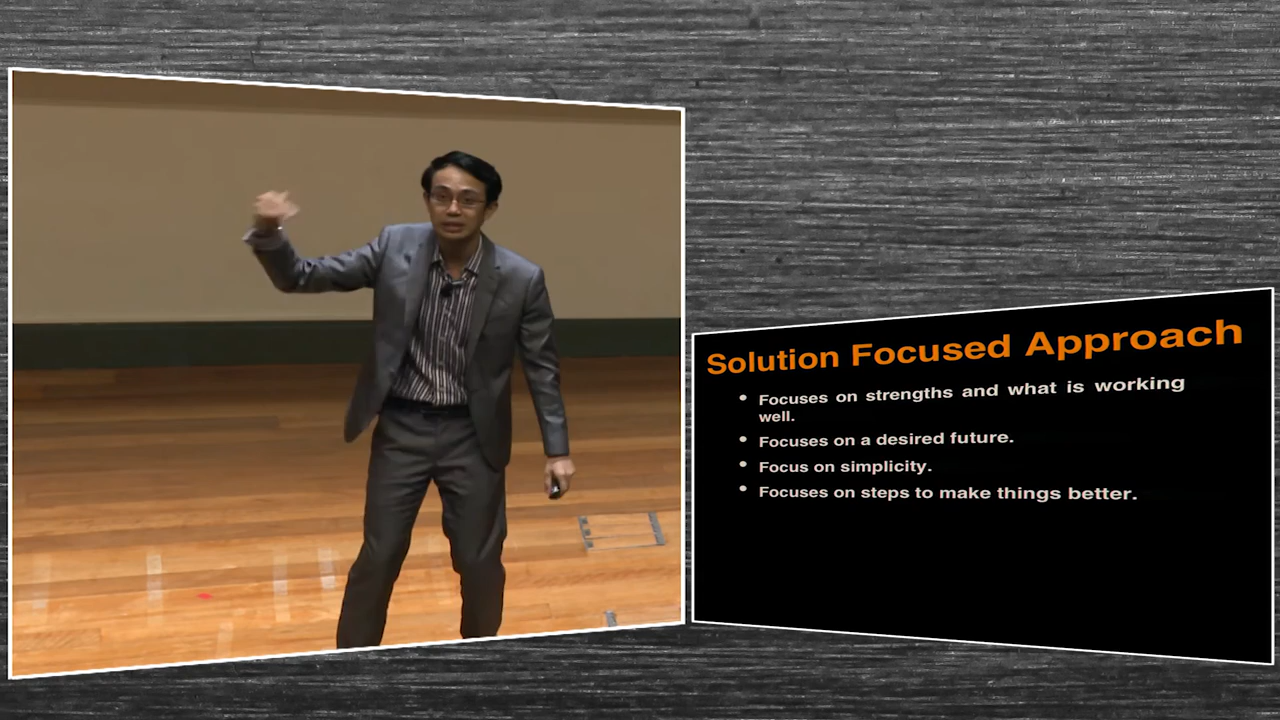 Solution Focused Approach
• Focuses on strengths and what is working
well.
• Focuses on a desired future.
• Focus on simplicity.
• Focuses on steps to make things better.